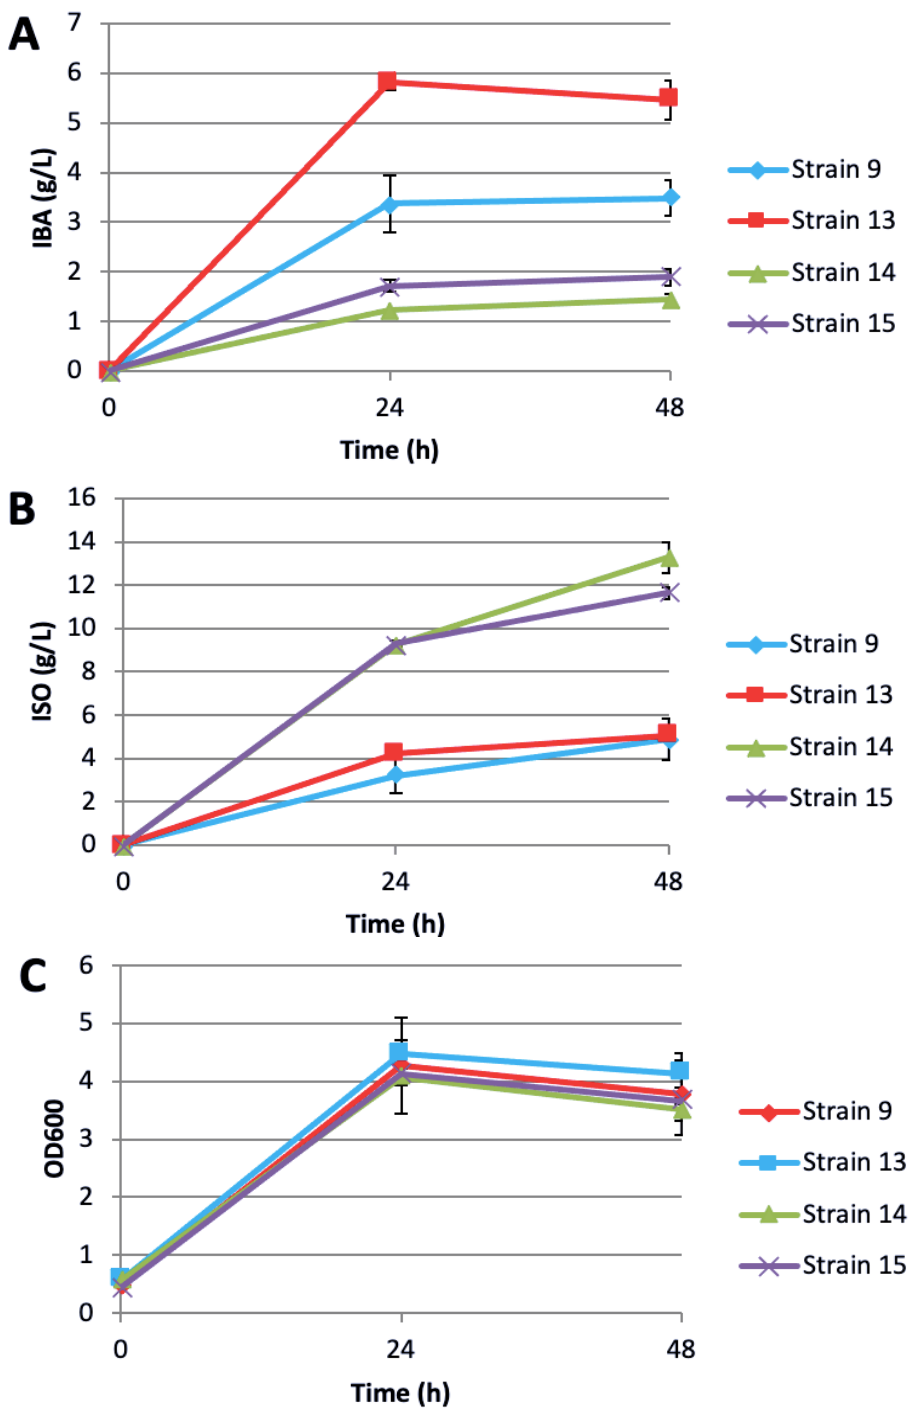 A
7
6
5
4
3
2
1
0
IBA (g/L)
0 24 48
Time (h)
Strain 9
Strain 13
Strain 14
Strain 15
B
16
14
12
10
8
6
4
2
0
ISO (g/L)
0 24 48
Time (h)
Strain 9
Strain 13
Strain 14
Strain 15
C
6
5
4
3
2
1
0
OD600
0 24 48
Time (h)
Strain 9
Strain 13
Strain 14
Strain 15